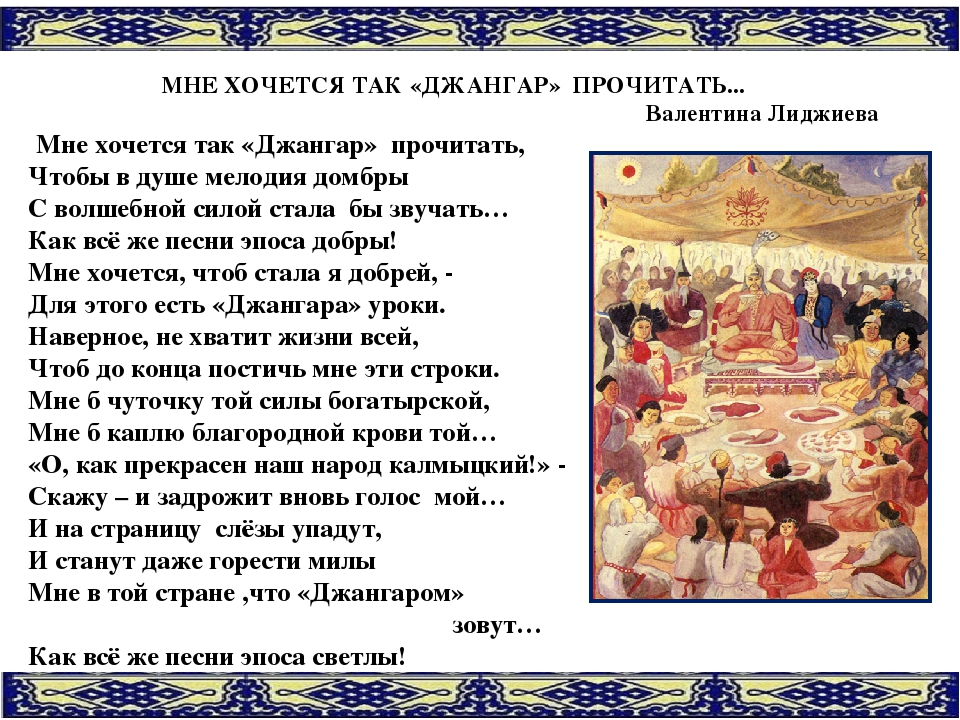 МНЕ ХОЧЕТСЯ ТАК «ДЖАНГАР» ПРОЧИТАТЬ...
Валентина Лиджиева
Мне хочется так «Джангар» прочитать,
Чтобы в душе мелодия домбры
С волшебной силой стала бы звучать…
Как всё же песни эпоса добры!
Мне хочется, чтоб стала я добрей, -
Для этого есть «Джангара» уроки.
Наверное, не хватит жизни всей,
Чтоб до конца постичь мне эти строки.
Мне б чуточку той силы богатырской,
Мне б каплю благородной крови той…
«О, как прекрасен наш народ калмыцкий!» -
Скажу – и задрожит вновь голос мой…
И на страницу слёзы упадут,
И станут даже горести милы
Мне в той стране ,что «Джангаром»
зовут…
Как всё же песни эпоса светлы!